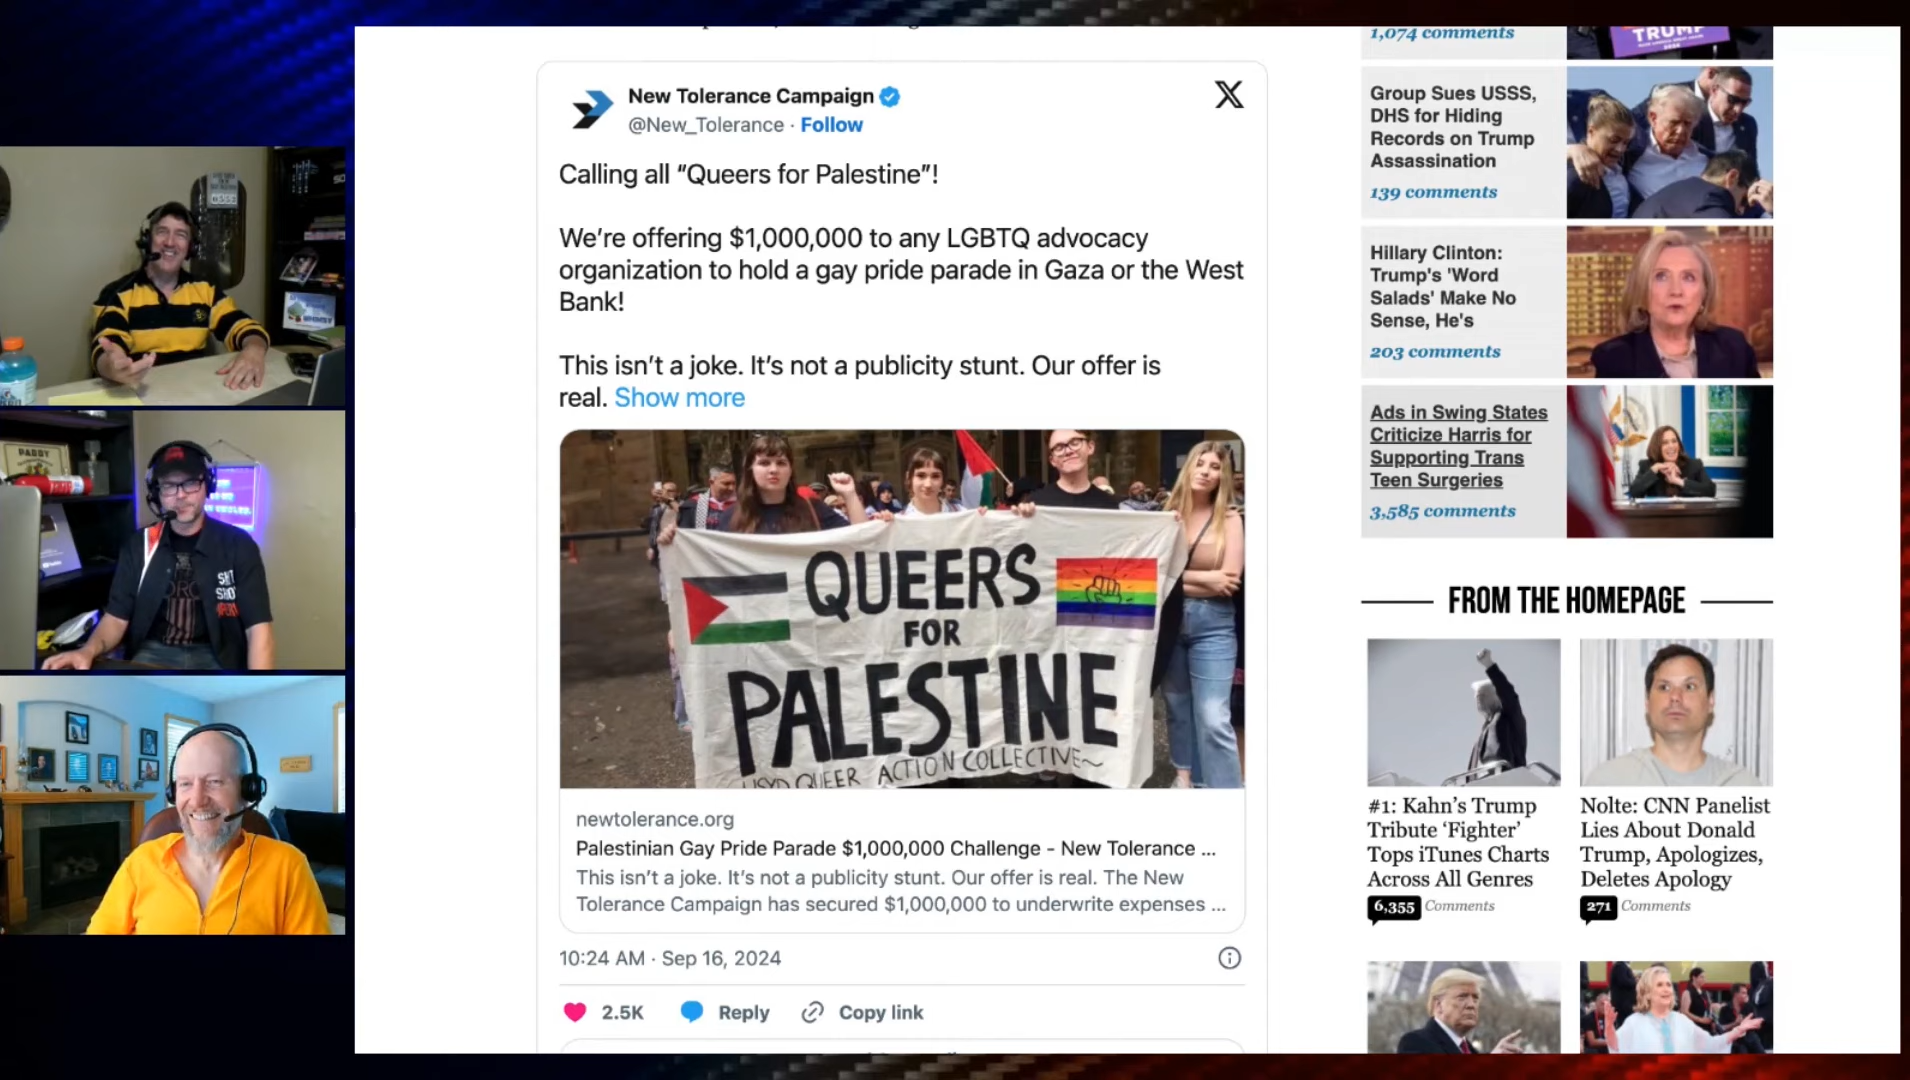 New Tolerance Campaign
@New_Tolerance · Follow
Calling all “Queers for Palestine”!
We’re offering $1,000,000 to any LGBTQ advocacy
organization to hold a gay pride parade in Gaza or the West
Bank!
This isn’t a joke. It’s not a publicity stunt. Our offer is
real. Show more
QUEERS
FOR
PALESTINE
USYD QUEER ACTION COLLECTIVE~
newtolerance.org
Palestinian Gay Pride Parade $1,000,000 Challenge - New Tolerance ...
This isn’t a joke. It’s not a publicity stunt. Our offer is real. The New
Tolerance Campaign has secured $1,000,000 to underwrite expenses ...
10:24 AM · Sep 16, 2024
2.5K
Reply
Copy link
1,074 comments
TRUMP
Group Sues USSS,
DHS for Hiding
Records on Trump
Assassination
139 comments
Hillary Clinton:
Trump's 'Word
Salads' Make No
Sense, He's
203 comments
Ads in Swing States
Criticize Harris for
Supporting Trans
Teen Surgeries
3,585 comments
FROM THE HOMEPAGE
#1: Kahn’s Trump
Tribute ‘Fighter’
Tops iTunes Charts
Across All Genres
6,355 Comments
Nolte: CNN Panelist
Lies About Donald
Trump, Apologizes,
Deletes Apology
271 Comments
PADDY